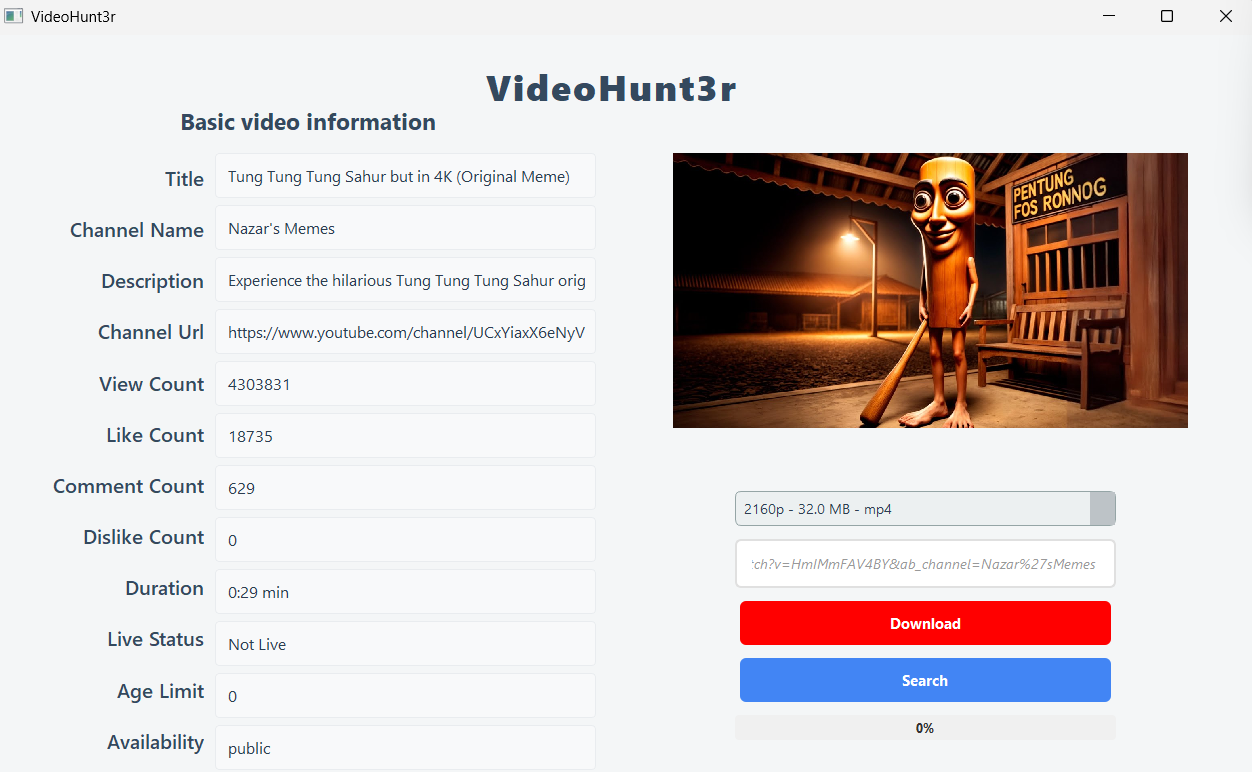 VideoHunt3r
VideoHunt3r
Basic video information
Title
Tung Tung Tung Sahur but in 4K (Original Meme)
Channel Name
Nazar's Memes
Description
Experience the hilarious Tung Tung Tung Sahur orig
Channel Url
https://www.youtube.com/channel/UCxYiaxX6eNyV
View Count
4303831
Like Count
18735
Comment Count
629
Dislike Count
0
Duration
0:29 min
Live Status
Not Live
Age Limit
0
Availability
public
PENTUNG
FOS RONNOG
2160p - 32.0 MB - mp4
tch?v=HmIMmFAV4BY&ab_channel=Nazar%27sMemes
Download
Search
0%